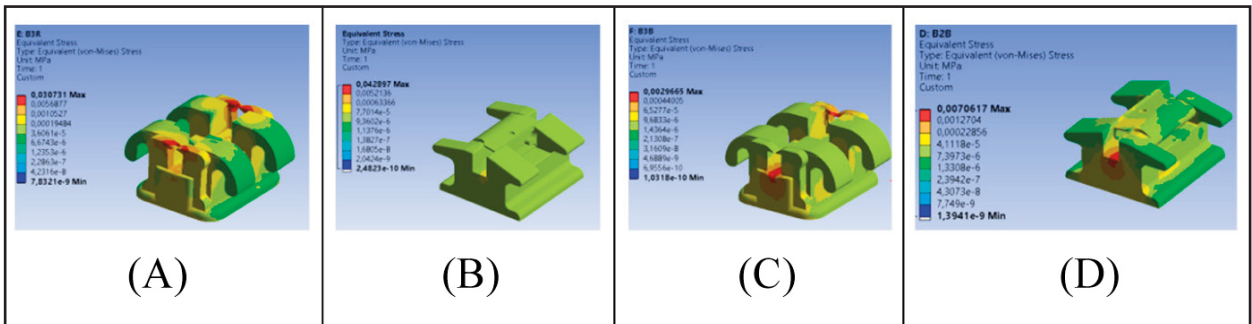 E: B3R
Equivalent Stress
Type: Equivalent (von-Mises) Stress
Unit: MPa
Time: 1
Custom
0,030731 Max
0,0056877
0,0010527
0,00019484
3,6061e-5
6,6743e-6
1,2353e-6
2,2863e-7
4,2316e-8
7,8321e-9 Min
(A)
Equivalent Stress
Type: Equivalent (von-Mises) Stress
Unit: MPa
Time: 1
0,042897 Max
0,0052136
0,00063366
7,7014e-5
9,3602e-6
1,1376e-6
1,3827e-7
1,6805e-8
2,0424e-9
2,4823e-10 Min
(B)
F: B3B
Equivalent Stress
Type: Equivalent (von-Mises) Stress
Unit: MPa
Time: 1
Custom
0,0029665 Max
0,00044005
6,5277e-5
9,6833e-6
1,4364e-6
2,1308e-7
3,1609e-8
4,6889e-9
6,9556e-10
1,0318e-10 Min
(C)
D: B2B
Equivalent Stress
Type: Equivalent (von-Mises) Stress
Unit: MPa
Time: 1
Custom
0,0070617 Max
0,0012704
0,00022856
4,1118e-5
7,3973e-6
1,3308e-6
2,3942e-7
4,3073e-8
7,749e-9
1,3941e-9 Min
(D)